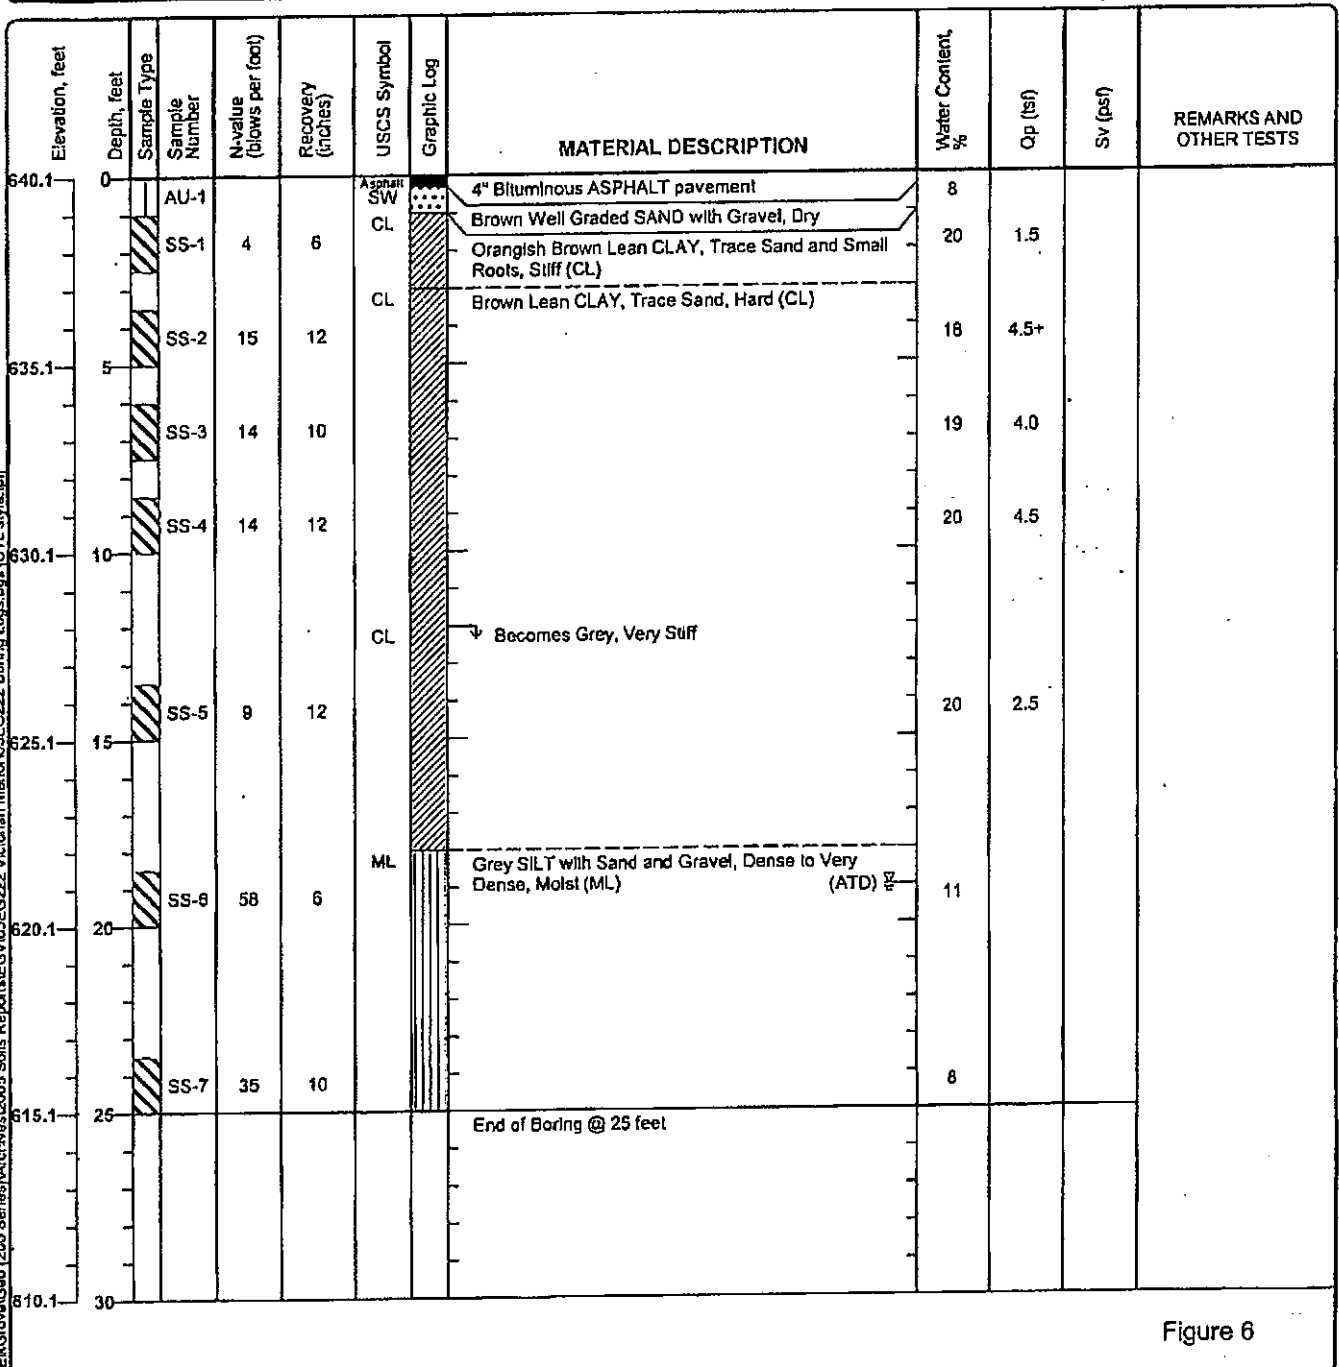 Elevation, feet
Depth, feet
Sample Type
Sample Number
N-value (blows per foot)
Recovery (inches)
USCS Symbol
Graphic Log
MATERIAL DESCRIPTION
Water Content, %
Qp (tsf)
Sv (psf)
REMARKS AND
OTHER TESTS
640.1 0 Asphalt 4" Bituminous ASPHALT pavement
AU-1 SW 8
CL Brown Well Graded SAND with Gravel, Dry
SS-1 4 6 20 1.5
Orangish Brown Lean CLAY, Trace Sand and Small
Roots, Stiff (CL)
CL Brown Lean CLAY, Trace Sand, Hard (CL)
SS-2 15 12 18 4.5+
635.1 5
SS-3 14 10 19 4.0
SS-4 14 12 20 4.5
630.1 10
CL Becomes Grey, Very Stiff
SS-5 9 12 20 2.5
625.1 15
ML Grey SILT with Sand and Gravel, Dense to Very
Dense, Moist (ML) (ATD)
SS-6 58 6 11
620.1 20
SS-7 35 10 8
615.1 25
End of Boring @ 25 feet
610.1 30
Figure 6